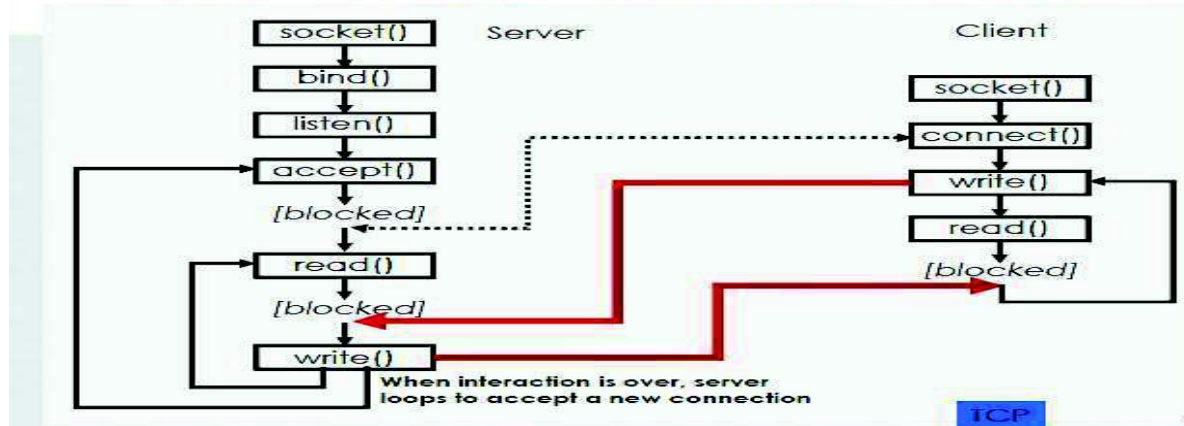 Server
socket()
bind()
listen()
accept()
[blocked]
read()
[blocked]
write()
When interaction is over, server
loops to accept a new connection
Client
socket()
connect()
write()
read()
[blocked]
TCP